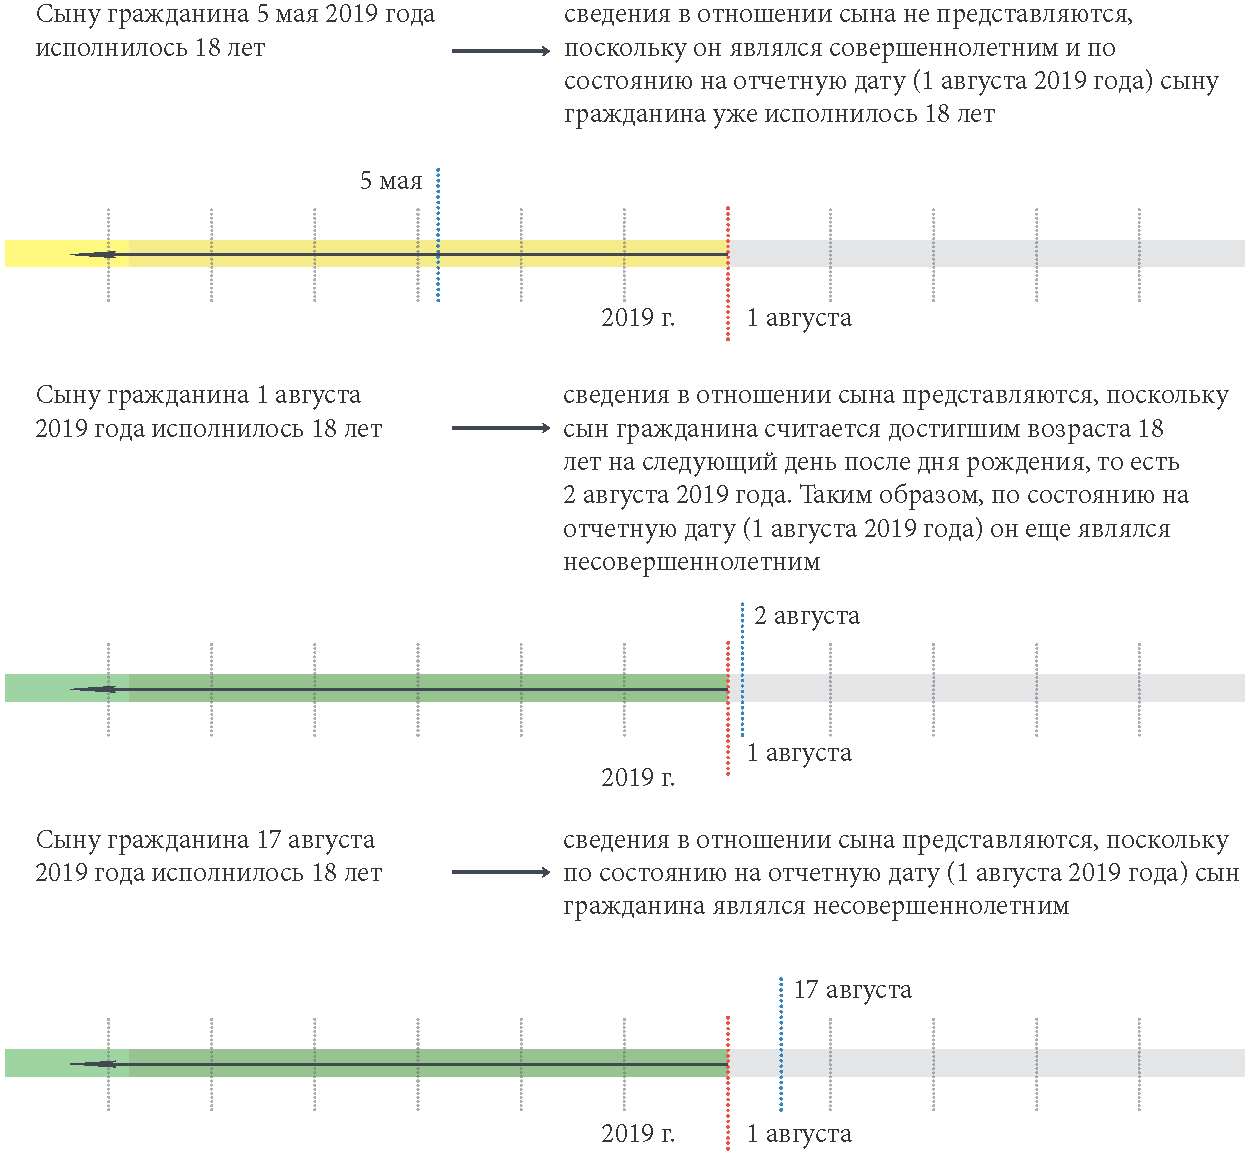 Сыну гражданина 5 мая 2019 года
исполнилось 18 лет
сведения в отношении сына не представляются,
поскольку он являлся совершеннолетним и по
состоянию на отчетную дату (1 августа 2019 года) сыну
гражданина уже исполнилось 18 лет
5 мая
2019 г.
1 августа
Сыну гражданина 1 августа
2019 года исполнилось 18 лет
сведения в отношении сына представляются, поскольку
сын гражданина считается достигшим возраста 18
лет на следующий день после дня рождения, то есть
2 августа 2019 года. Таким образом, по состоянию на
отчетную дату (1 августа 2019 года) он еще являлся
несовершеннолетним
2 августа
1 августа
2019 г.
Сыну гражданина 17 августа
2019 года исполнилось 18 лет
сведения в отношении сына представляются, поскольку
по состоянию на отчетную дату (1 августа 2019 года) сын
гражданина являлся несовершеннолетним
17 августа
2019 г.
1 августа